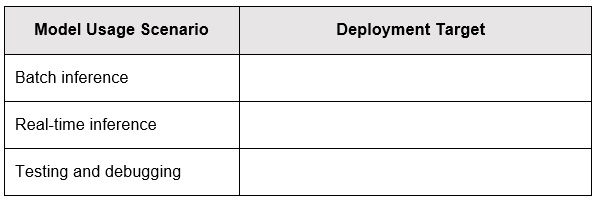 Model Usage Scenario
Deployment Target
Batch inference
Real-time inference
Testing and debugging